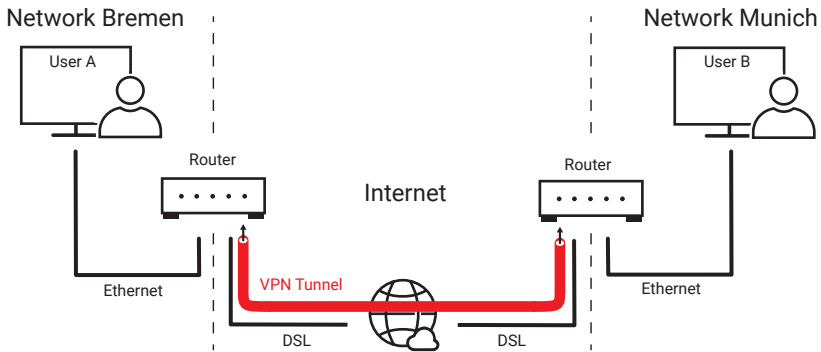 Network Bremen
Network Munich
User A
User B
Router
Router
Internet
VPN Tunnel
Ethernet
Ethernet
DSL
DSL